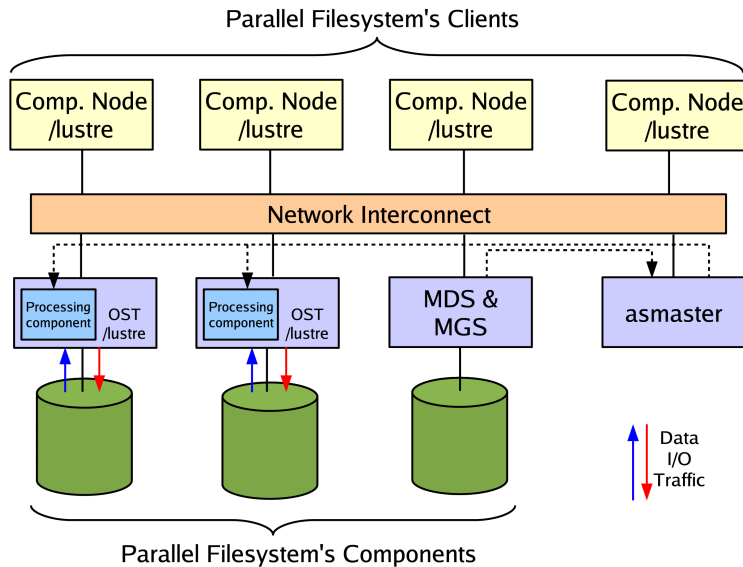 Parallel Filesystem's Clients
Comp. Node
/lustre
Comp. Node
/lustre
Comp. Node
/lustre
Comp. Node
/lustre
Network Interconnect
Processing
component
OST
/lustre
Processing
component
OST
/lustre
MDS &
MGS
asmaster
Data
I/O
Traffic
Parallel Filesystem's Components